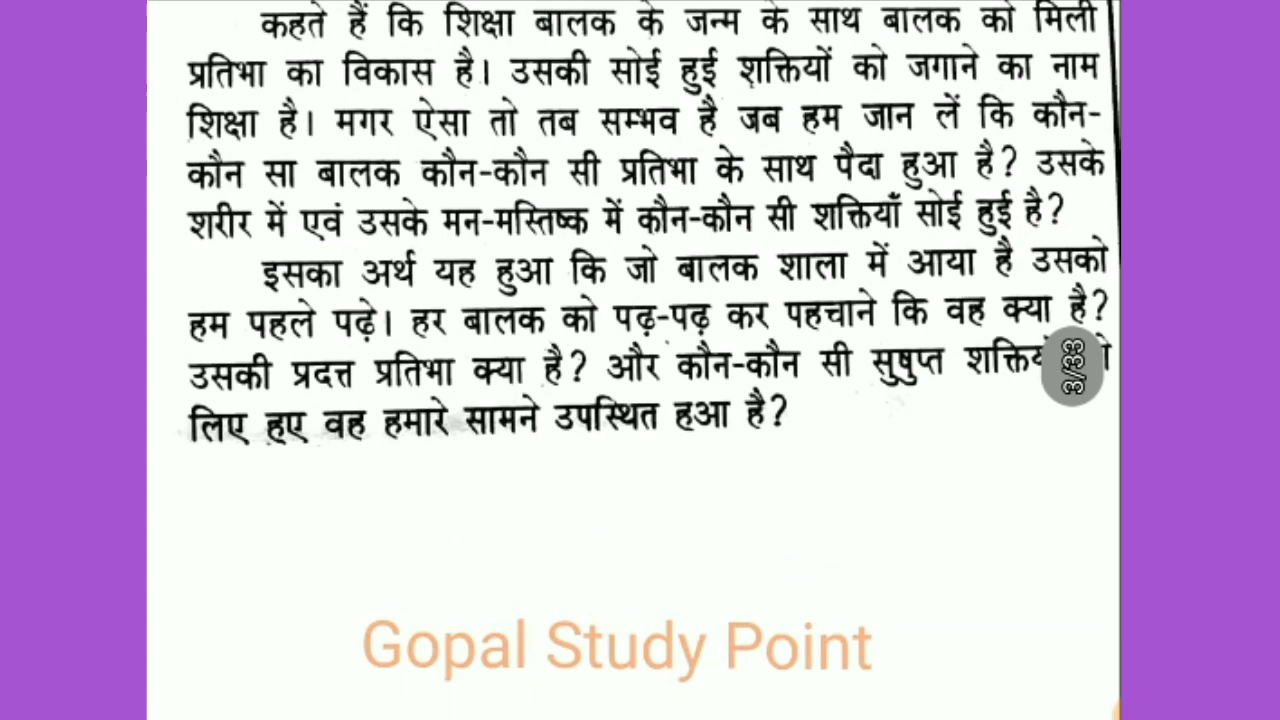 कहते हैं कि शिक्षा बालक के जन्म के साथ बालक को मिली
प्रतिभा का विकास है। उसकी सोई हुई शक्तियों को जगाने का नाम
शिक्षा है। मगर ऐसा तो तब सम्भव है जब हम जान लें कि कौन-
कौन सा बालक कौन-कौन सी प्रतिभा के साथ पैदा हुआ है? उसके
शरीर में एवं उसके मन-मस्तिष्क में कौन-कौन सी शक्तियाँ सोई हुई है?
इसका अर्थ यह हुआ कि जो बालक शाला में आया है उसको
हम पहले पढ़े। हर बालक को पढ़-पढ़ कर पहचाने कि वह क्या है?
उसकी प्रदत्त प्रतिभा क्या है? और कौन-कौन सी सुषुप्त
लिए हुए वह हमारे सामने उपस्थित हुआ है?
3/33
Gopal Study Point